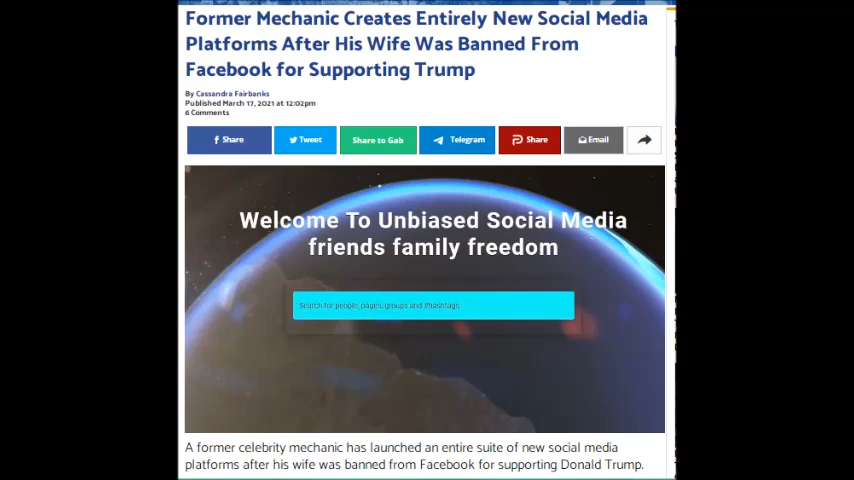 Former Mechanic Creates Entirely New Social Media
Platforms After His Wife Was Banned From
Facebook for Supporting Trump
By Cassandra Fairbanks
Published March 17, 2021 at 12:02pm
6 Comments
Share Tweet Share to Gab Telegram Share Email
Welcome To Unbiased Social Media
friends family freedom
Search for people, pages, groups and #hashtags
A former celebrity mechanic has launched an entire suite of new social media
platforms after his wife was banned from Facebook for supporting Donald Trump.